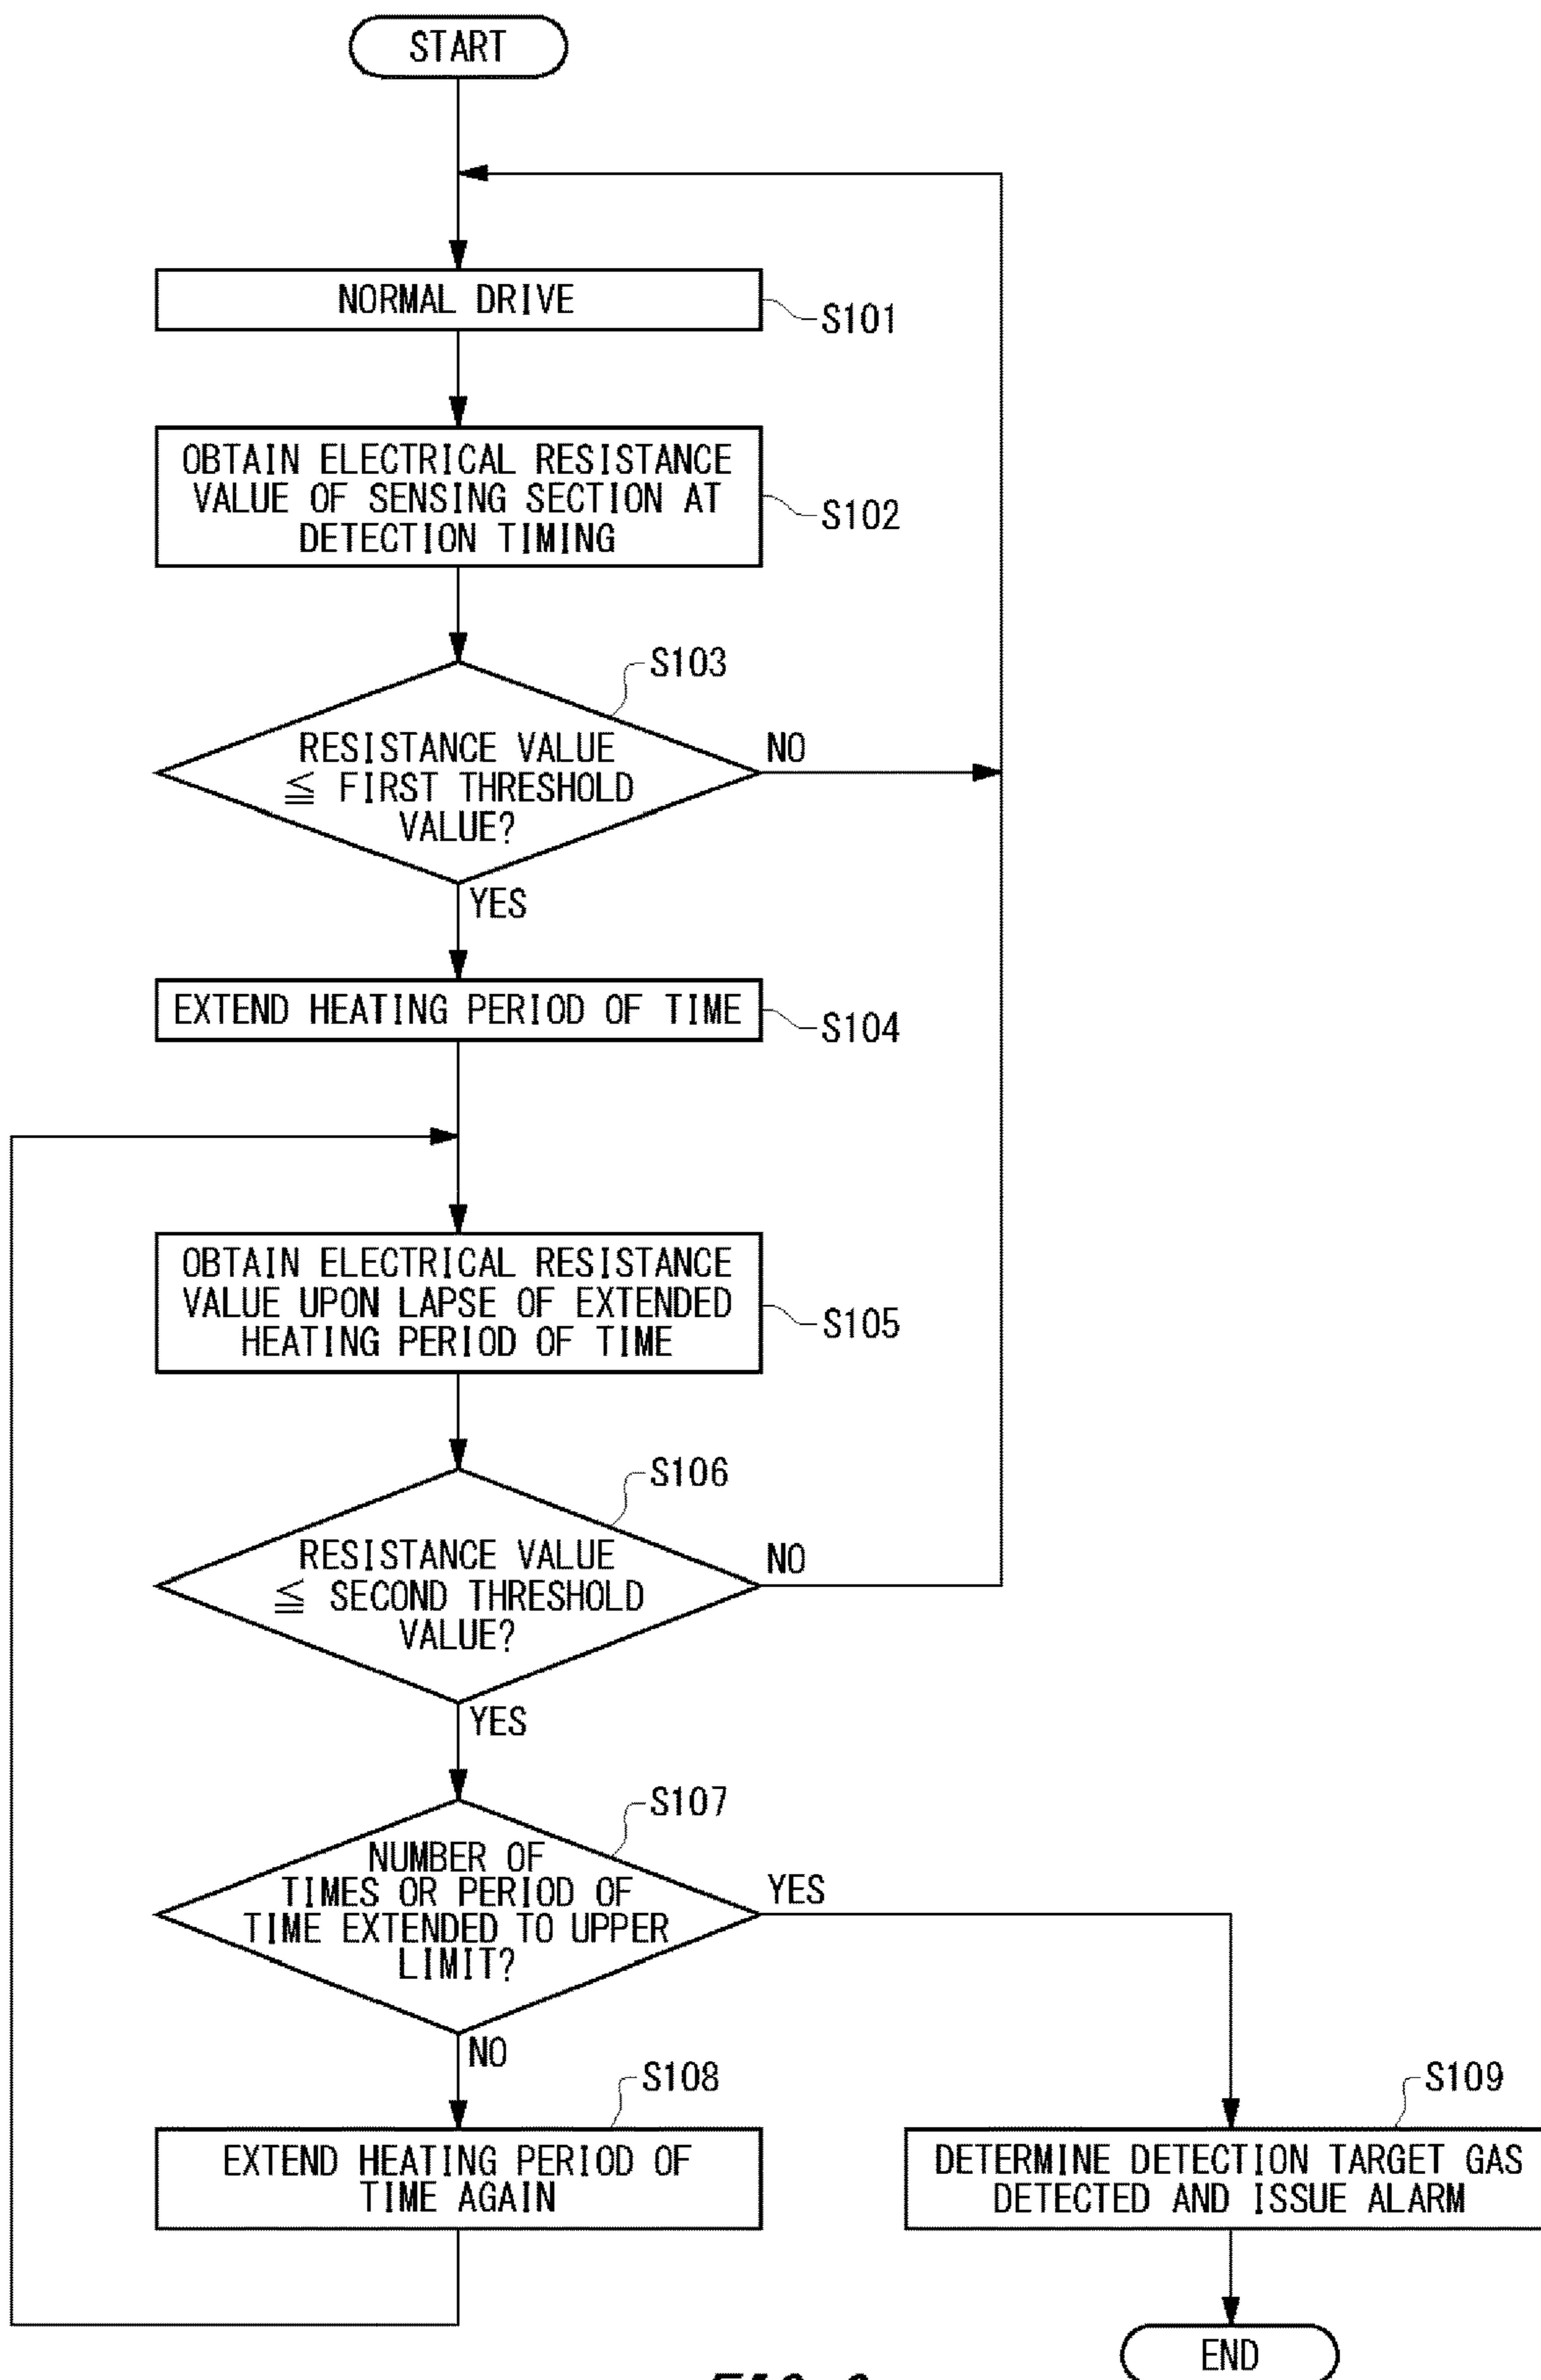 START
NORMAL DRIVE
S101
OBTAIN ELECTRICAL RESISTANCE
VALUE OF SENSING SECTION AT
DETECTION TIMING
S102
S103
RESISTANCE VALUE
≦ FIRST THRESHOLD
VALUE?
NO
YES
EXTEND HEATING PERIOD OF TIME
S104
OBTAIN ELECTRICAL RESISTANCE
VALUE UPON LAPSE OF EXTENDED
HEATING PERIOD OF TIME
S105
S106
RESISTANCE VALUE
≦ SECOND THRESHOLD
VALUE?
NO
YES
S107
NUMBER OF
TIMES OR PERIOD OF
TIME EXTENDED TO UPPER
LIMIT?
YES
NO
S108
EXTEND HEATING PERIOD OF
TIME AGAIN
S109
DETERMINE DETECTION TARGET GAS
DETECTED AND ISSUE ALARM
END